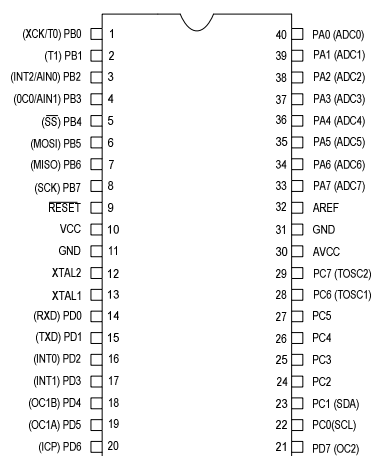 (XCK/T0) PB0 1 40 PA0 (ADC0)
(T1) PB1 2 39 PA1 (ADC1)
(INT2/AIN0) PB2 3 38 PA2 (ADC2)
(0C0/AIN1) PB3 4 37 PA3 (ADC3)
(SS) PB4 5 36 PA4 (ADC4)
(MOSI) PB5 6 35 PA5 (ADC5)
(MISO) PB6 7 34 PA6 (ADC6)
(SCK) PB7 8 33 PA7 (ADC7)
RESET 9 32 AREF
VCC 10 31 GND
GND 11 30 AVCC
XTAL2 12 29 PC7 (TOSC2)
XTAL1 13 28 PC6 (TOSC1)
(RXD) PD0 14 27 PC5
(TXD) PD1 15 26 PC4
(INT0) PD2 16 25 PC3
(INT1) PD3 17 24 PC2
(OC1B) PD4 18 23 PC1 (SDA)
(OC1A) PD5 19 22 PC0(SCL)
(ICP) PD6 20 21 PD7 (OC2)